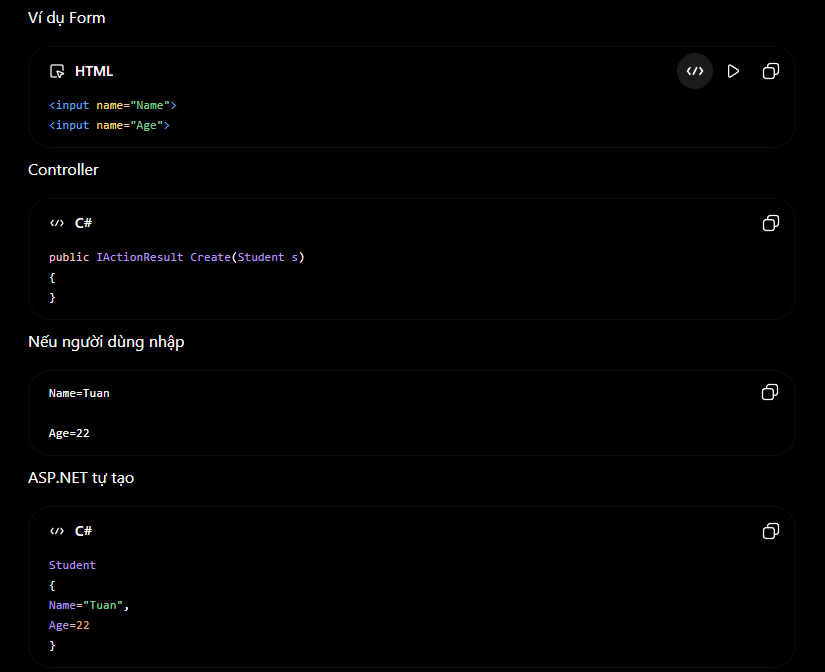 Ví dụ Form
HTML
<input name="Name">
<input name="Age">
Controller
C#
public IActionResult Create(Student s)
{
}
Nếu người dùng nhập
Name=Tuan
Age=22
ASP.NET tự tạo
C#
Student
{
Name="Tuan",
Age=22
}